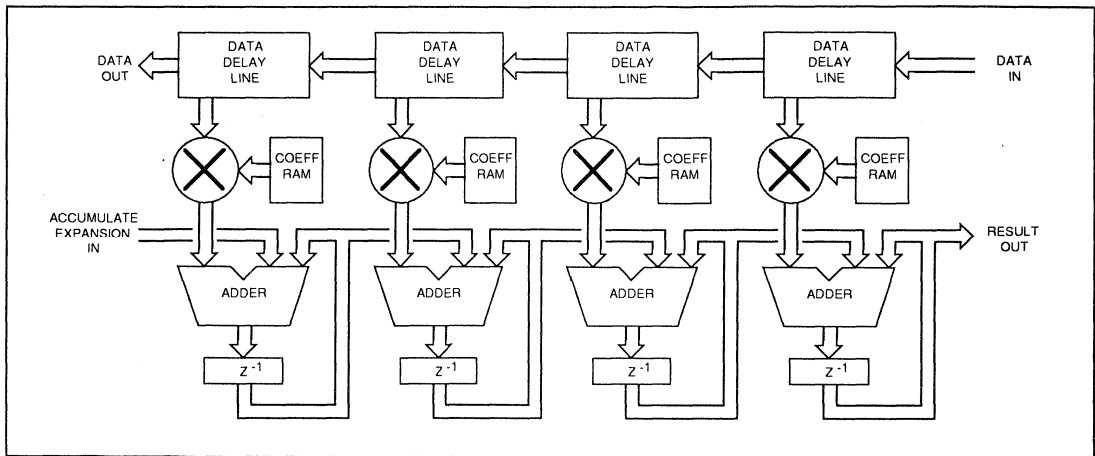 DATA
OUT
DATA
DELAY
LINE
DATA
DELAY
LINE
DATA
DELAY
LINE
DATA
DELAY
LINE
DATA
IN
COEFF
RAM
COEFF
RAM
COEFF
RAM
COEFF
RAM
ACCUMULATE
EXPANSION
IN
RESULT
OUT
ADDER
ADDER
ADDER
ADDER
Z⁻¹
Z⁻¹
Z⁻¹
Z⁻¹